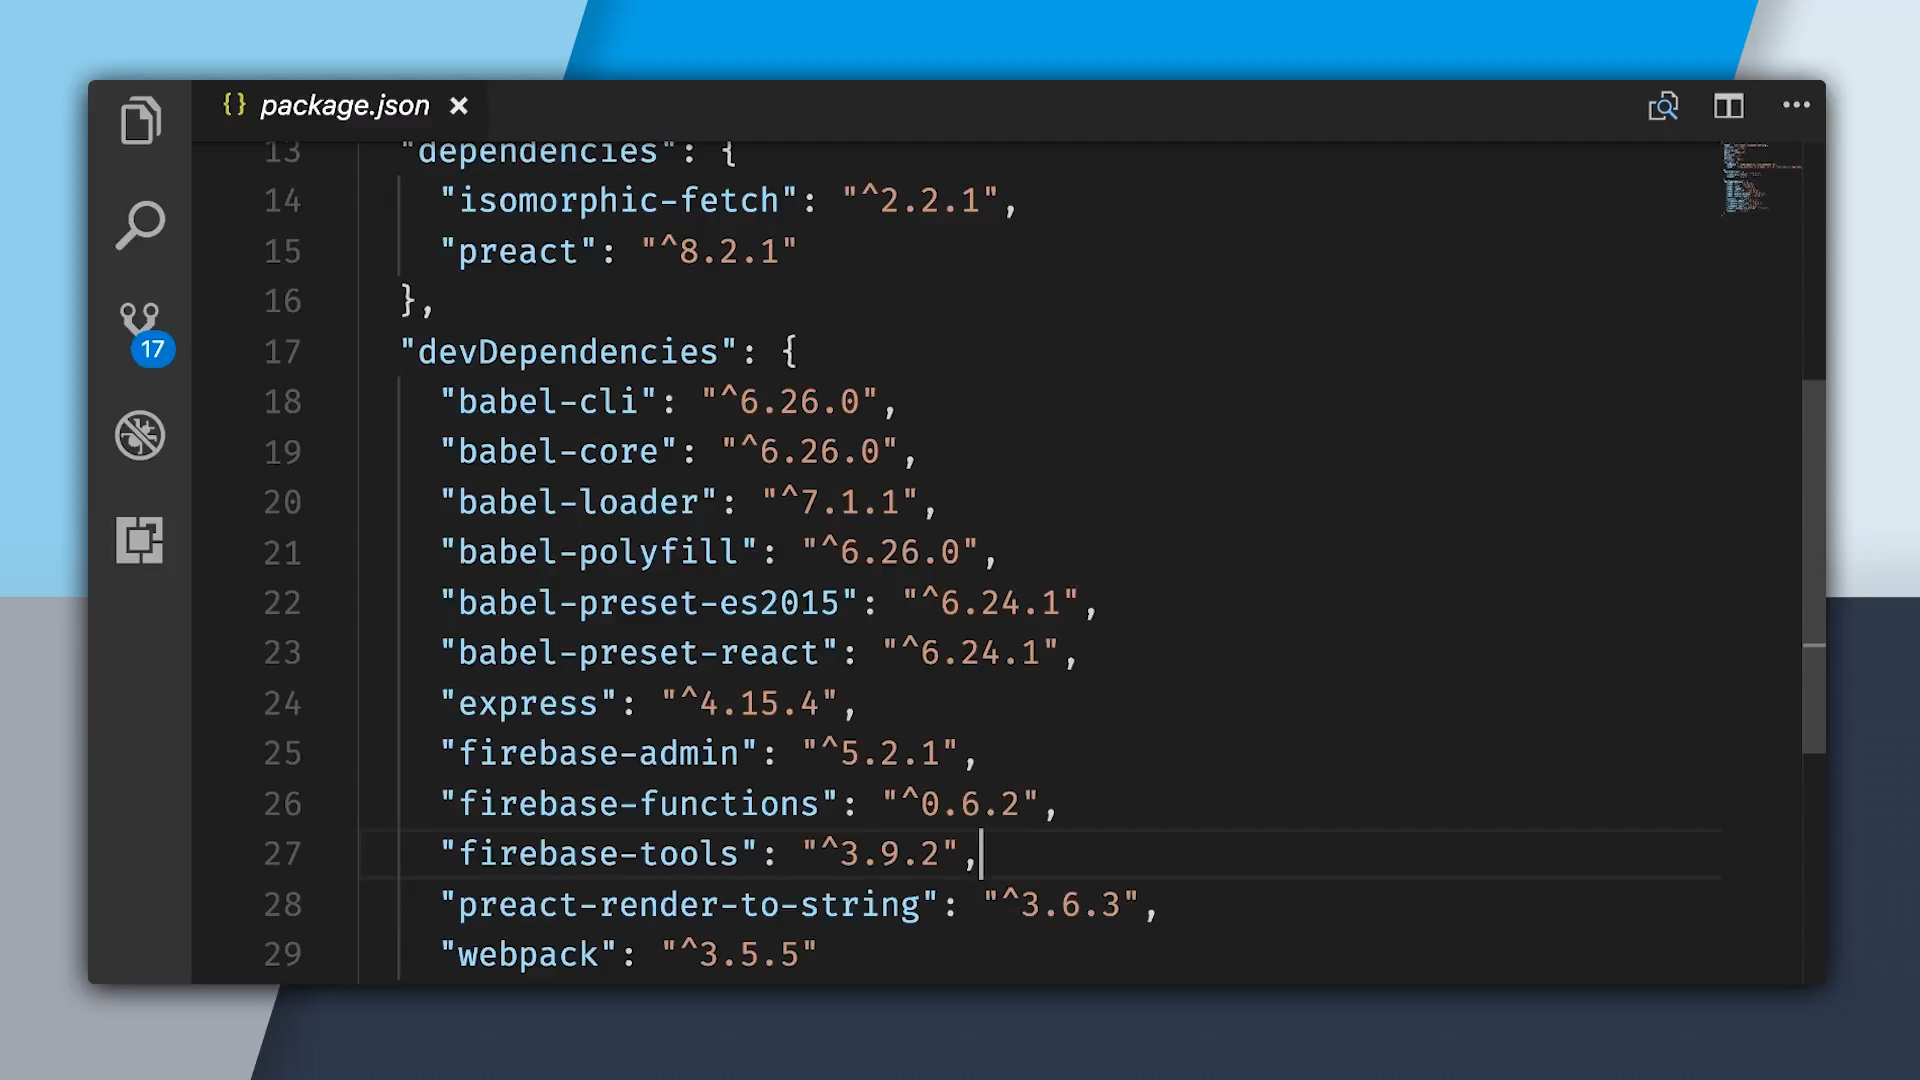 {} package.json ×
13 "dependencies": {
14 "isomorphic-fetch": "^2.2.1",
15 "preact": "^8.2.1"
16 },
17 "devDependencies": {
18 "babel-cli": "^6.26.0",
19 "babel-core": "^6.26.0",
20 "babel-loader": "^7.1.1",
21 "babel-polyfill": "^6.26.0",
22 "babel-preset-es2015": "^6.24.1",
23 "babel-preset-react": "^6.24.1",
24 "express": "^4.15.4",
25 "firebase-admin": "^5.2.1",
26 "firebase-functions": "^0.6.2",
27 "firebase-tools": "^3.9.2",
28 "preact-render-to-string": "^3.6.3",
29 "webpack": "^3.5.5"
17